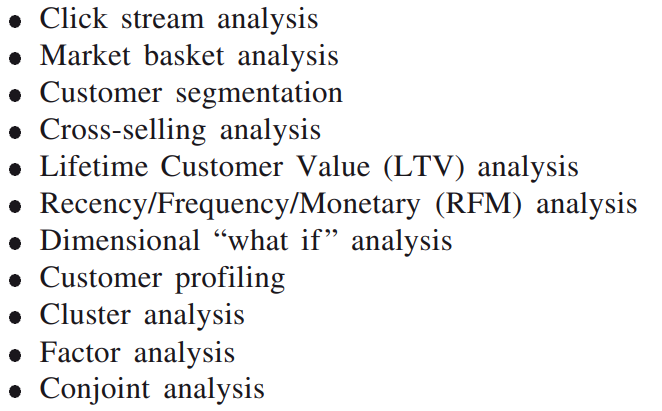 • Click stream analysis
• Market basket analysis
• Customer segmentation
• Cross-selling analysis
• Lifetime Customer Value (LTV) analysis
• Recency/Frequency/Monetary (RFM) analysis
• Dimensional “what if” analysis
• Customer profiling
• Cluster analysis
• Factor analysis
• Conjoint analysis